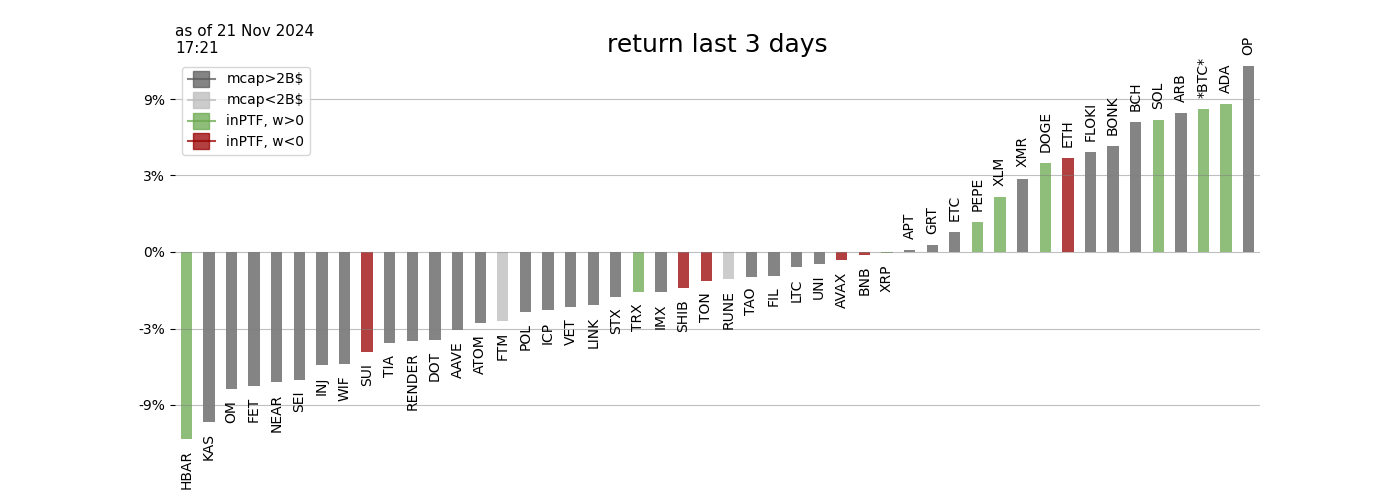 as of 21 Nov 2024
17:21
return last 3 days
mcap>2B$
mcap<2B$
inPTF, w>0
inPTF, w<0
9%
3%
0%
-3%
-9%
HBAR
KAS
OM
FET
NEAR
SEI
INJ
WIF
SUI
TIA
RENDER
DOT
AAVE
ATOM
FTM
POL
ICP
VET
LINK
STX
TRX
IMX
SHIB
TON
RUNE
TAO
FIL
LTC
UNI
AVAX
BNB
XRP
APT
GRT
ETC
PEPE
XLM
XMR
DOGE
ETH
FLOKI
BONK
BCH
SOL
ARB
*BTC*
ADA
OP